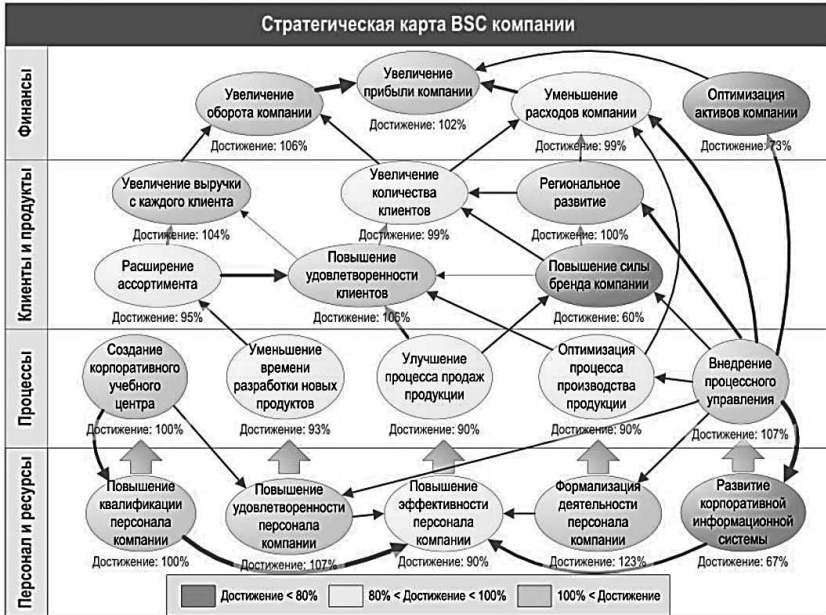 Стратегическая карта BSC компании
Финансы
Увеличение
оборота компании
Достижение: 106%
Увеличение
прибыли компании
Достижение: 102%
Уменьшение
расходов компании
Достижение: 99%
Оптимизация
активов компании
Достижение: 73%
Клиенты и продукты
Увеличение выручки
с каждого клиента
Достижение: 104%
Увеличение
количества
клиентов
Достижение: 99%
Региональное
развитие
Достижение: 100%
Расширение
ассортимента
Достижение: 95%
Повышение
удовлетворенности
клиентов
Достижение: 106%
Повышение силы
бренда компании
Достижение: 60%
Процессы
Создание
корпоративного
учебного
центра
Достижение: 100%
Уменьшение
времени
разработки новых
продуктов
Достижение: 93%
Улучшение
процесса продаж
продукции
Достижение: 90%
Оптимизация
процесса
производства
продукции
Достижение: 90%
Внедрение
процессного
управления
Достижение: 107%
Персонал и ресурсы
Повышение
квалификации
персонала
компании
Достижение: 100%
Повышение
удовлетворенности
персонала
компании
Достижение: 107%
Повышение
эффективности
персонала
компании
Достижение: 90%
Формализация
деятельности
персонала
компании
Достижение: 123%
Развитие
корпоративной
информационной
системы
Достижение: 67%
Достижение < 80%
80% < Достижение < 100%
100% < Достижение